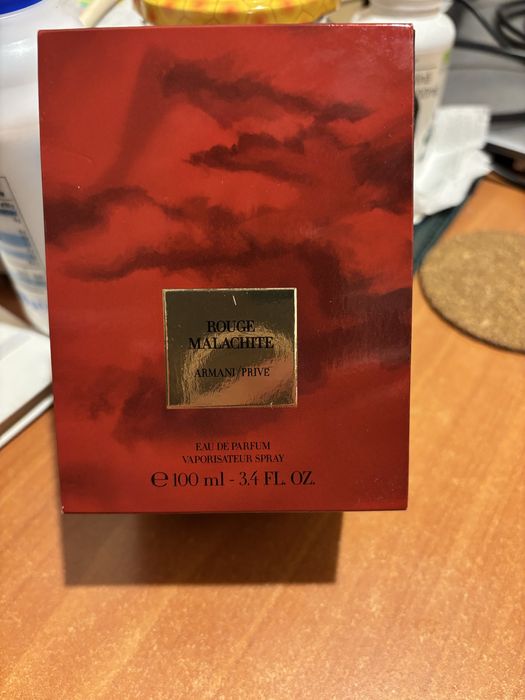 ROUGE
MALACHITE
ARMANI/PRIVE
EAU DE PARFUM
VAPORISATEUR SPRAY
℮ 100 ml - 3.4 FL. OZ.